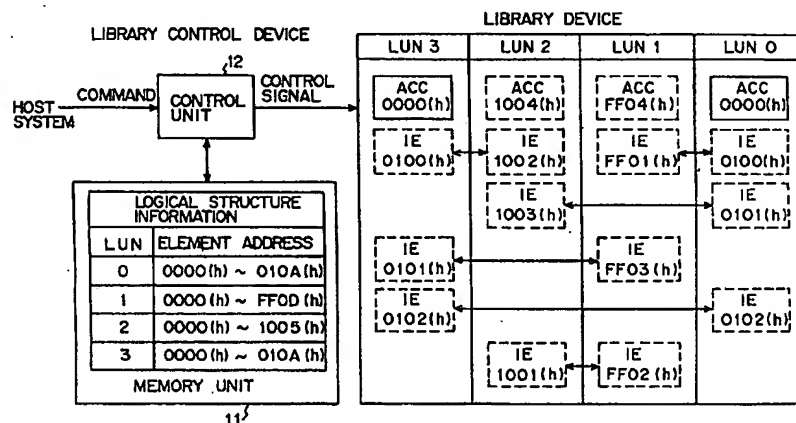 LIBRARY CONTROL DEVICE
12
HOST SYSTEM
COMMAND
CONTROL UNIT
CONTROL SIGNAL
LOGICAL STRUCTURE INFORMATION
LUN ELEMENT ADDRESS
0 0000(h) ~ 010A(h)
1 0000(h) ~ FF0D(h)
2 0000(h) ~ 1005(h)
3 0000(h) ~ 010A(h)
MEMORY UNIT
11
LIBRARY DEVICE
LUN 3 LUN 2 LUN 1 LUN 0
ACC 0000(h) ACC 1004(h) ACC FF04(h) ACC 0000(h)
IE 0100(h) IE 1002(h) IE FF01(h) IE 0100(h)
IE 1003(h) IE 0101(h)
IE 0101(h) IE FF03(h)
IE 0102(h) IE 0102(h)
IE 1001(h) IE FF02(h)